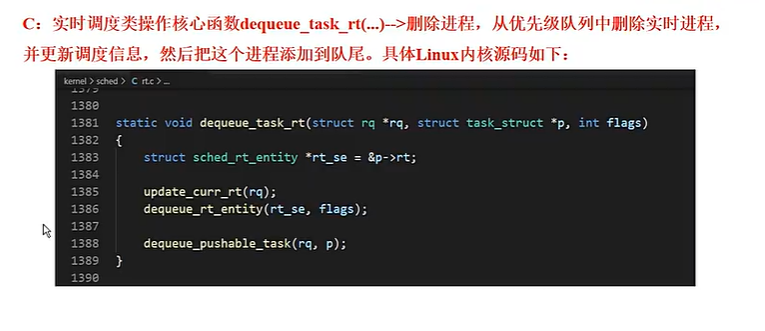 C：实时调度类操作核心函数dequeue_task_rt(...)-->删除进程，从优先级队列中删除实时进程，
并更新调度信息，然后把这个进程添加到队尾。具体Linux内核源码如下：
kernel > sched > C rt.c > ...
1379
1380
1381 static void dequeue_task_rt(struct rq *rq, struct task_struct *p, int flags)
1382 {
1383     struct sched_rt_entity *rt_se = &p->rt;
1384
1385     update_curr_rt(rq);
1386     dequeue_rt_entity(rt_se, flags);
1387
1388     dequeue_pushable_task(rq, p);
1389 }
1390